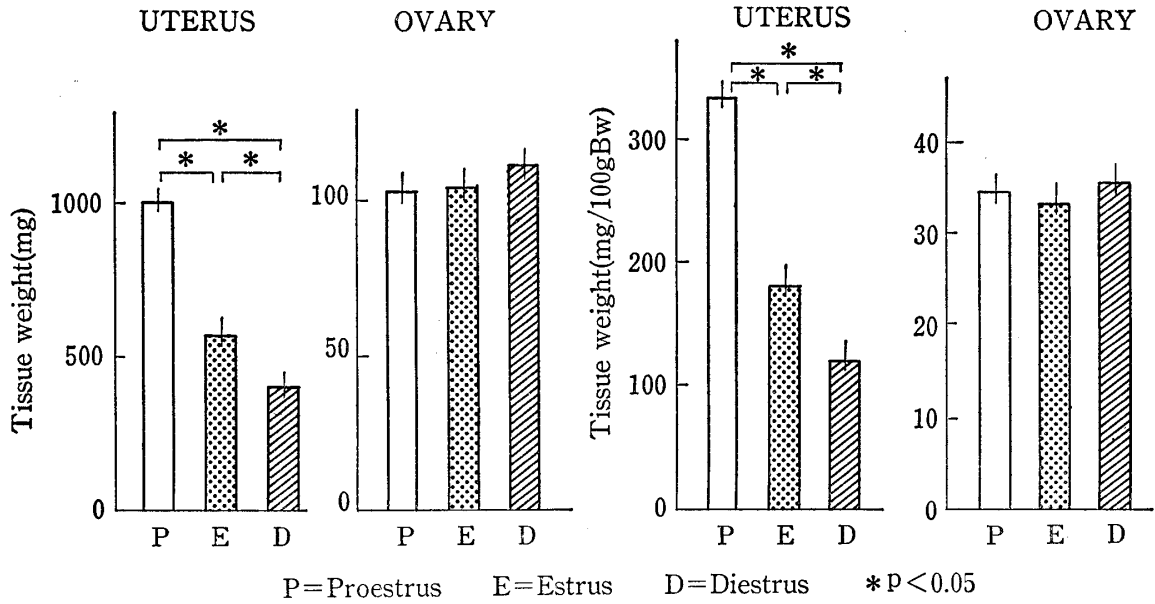 UTERUS OVARY UTERUS OVARY
Tissue weight(mg)
1000
500
0
* * *
100
50
0
Tissue weight(mg/100gBw)
300
200
100
0
* * *
40
30
20
10
0
P E D P E D P E D P E D
P=Proestrus E=Estrus D=Diestrus *p<0.05